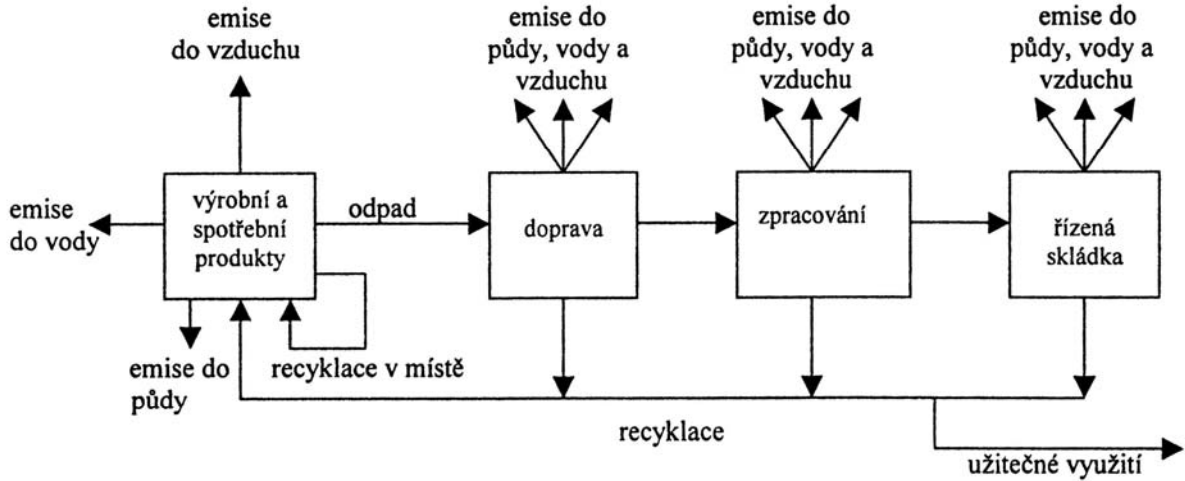 emise
do vzduchu
emise do
půdy, vody a
vzduchu
emise do
půdy, vody a
vzduchu
emise do
půdy, vody a
vzduchu
emise
do vody
výrobní a
spotřební
produkty
odpad
doprava
zpracování
řízená
skládka
emise do
půdy
recyklace v místě
recyklace
užitečné využití